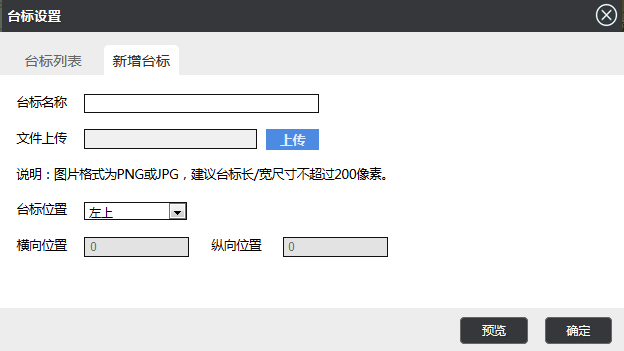 台标设置
台标列表 新增台标
台标名称
文件上传 上传
说明：图片格式为PNG或JPG，建议台标长/宽尺寸不超过200像素。
台标位置 左上
横向位置 0 纵向位置 0
预览 确定